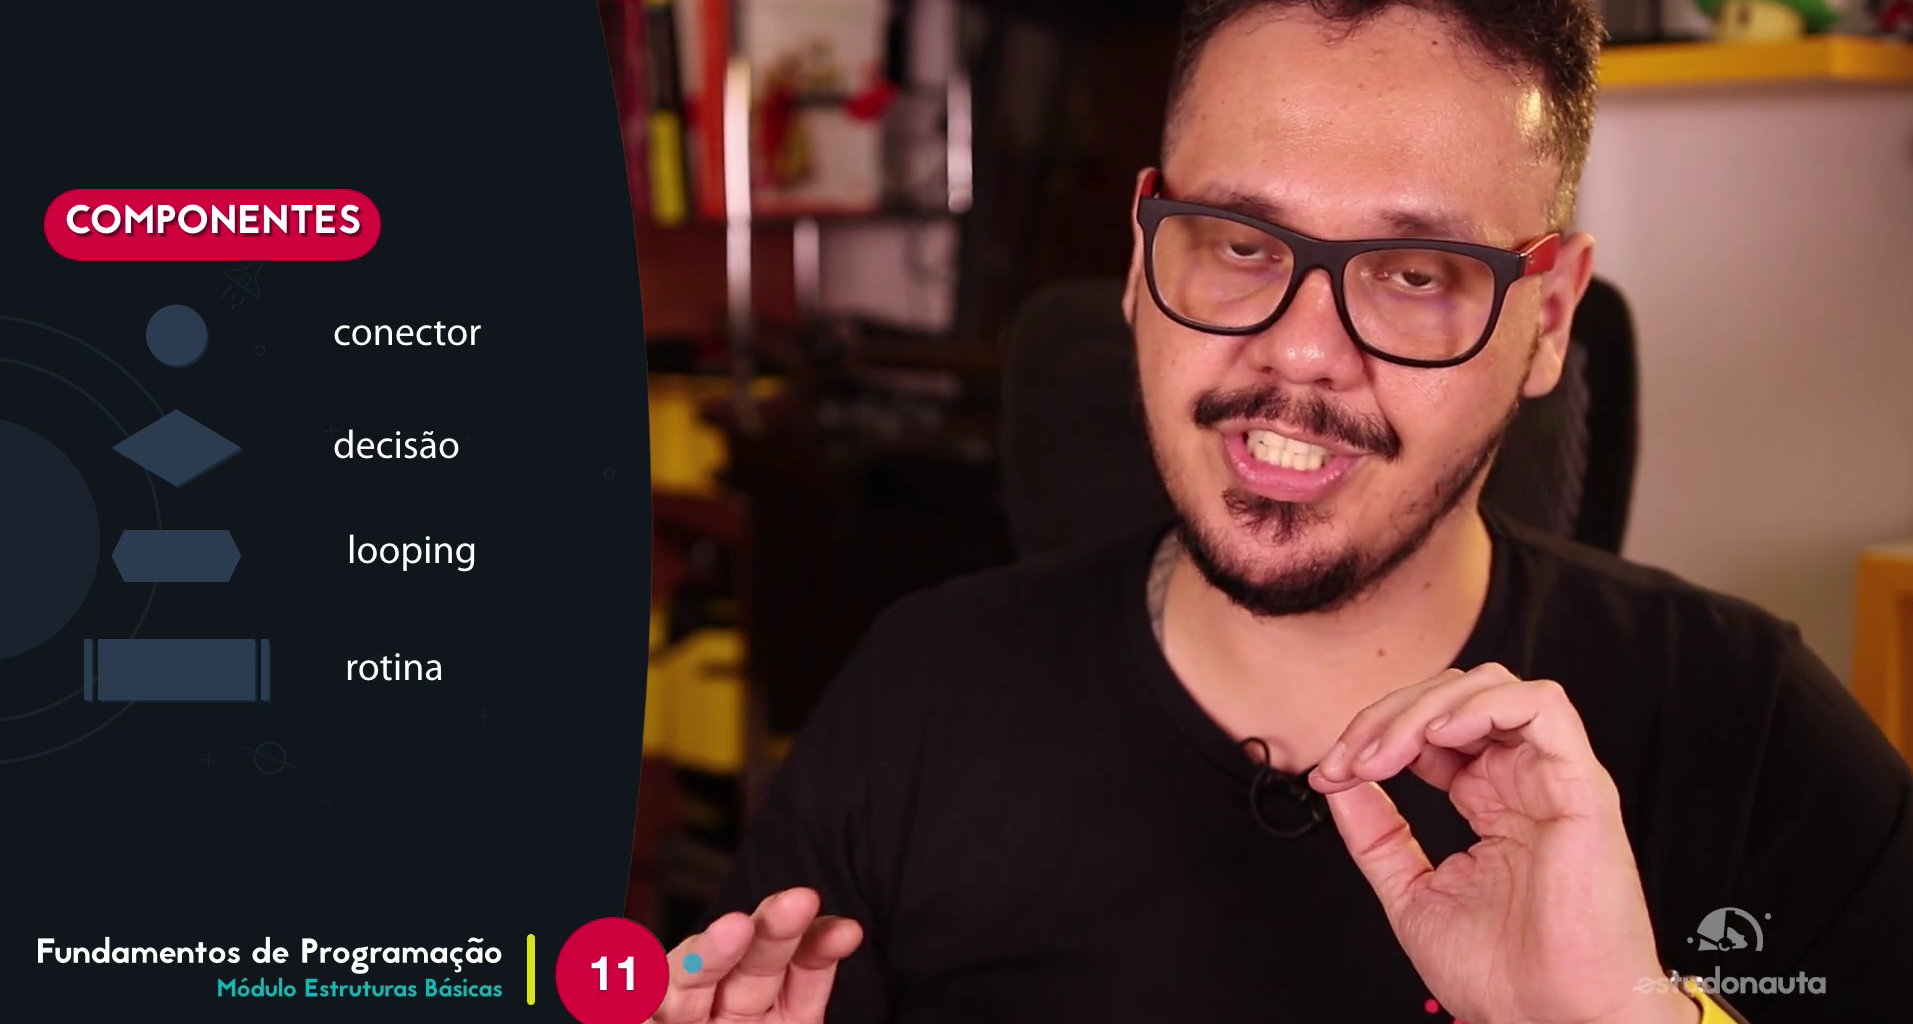 COMPONENTES
conector
decisão
looping
rotina
Fundamentos de Programação
Módulo Estruturas Básicas
11
estudonauta